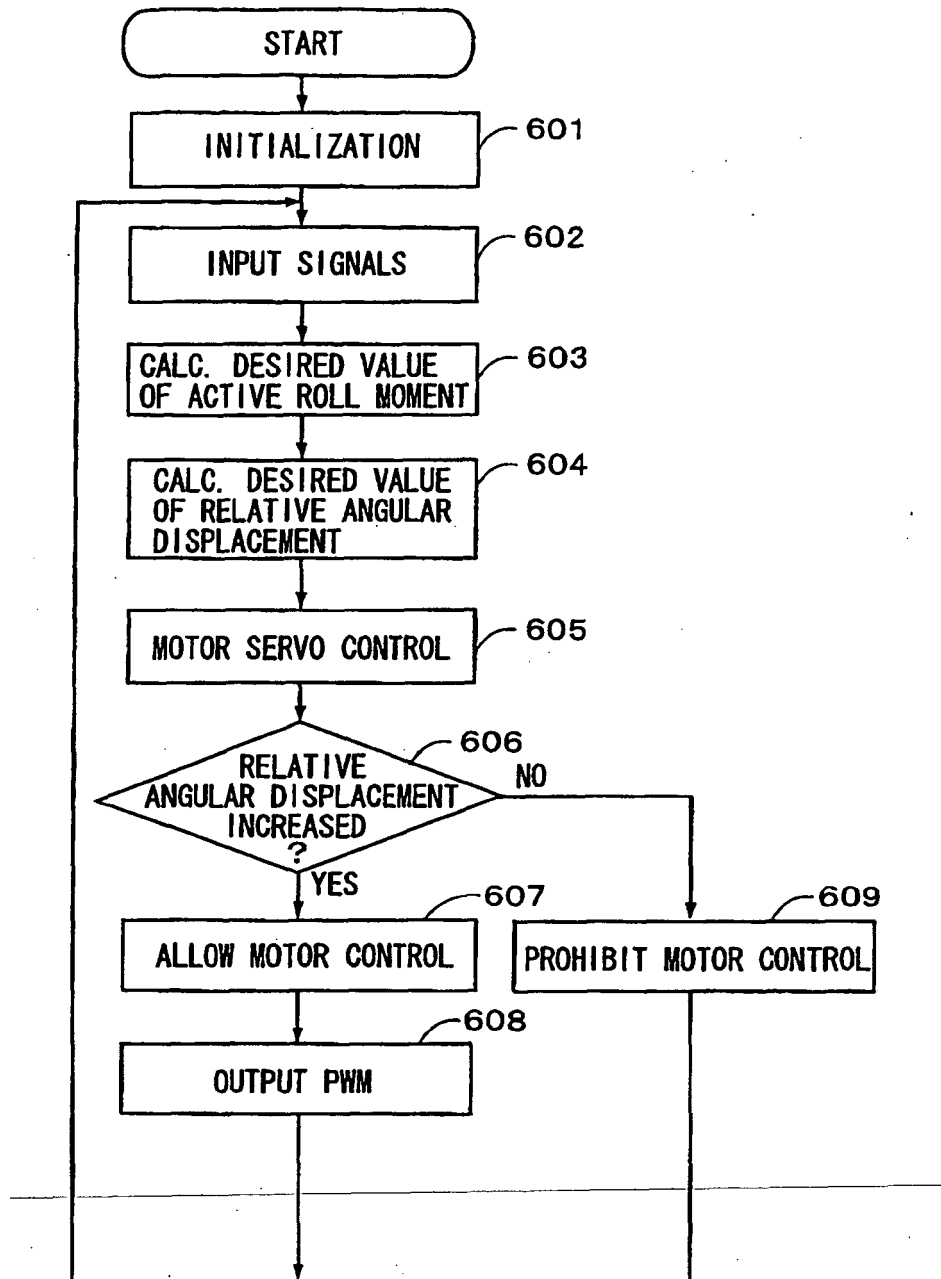 START
INITIALIZATION
601
INPUT SIGNALS
602
CALC. DESIRED VALUE
OF ACTIVE ROLL MOMENT
603
CALC. DESIRED VALUE
OF RELATIVE ANGULAR
DISPLACEMENT
604
MOTOR SERVO CONTROL
605
RELATIVE
ANGULAR DISPLACEMENT
INCREASED
?
606
NO
YES
ALLOW MOTOR CONTROL
607
PROHIBIT MOTOR CONTROL
609
OUTPUT PWM
608